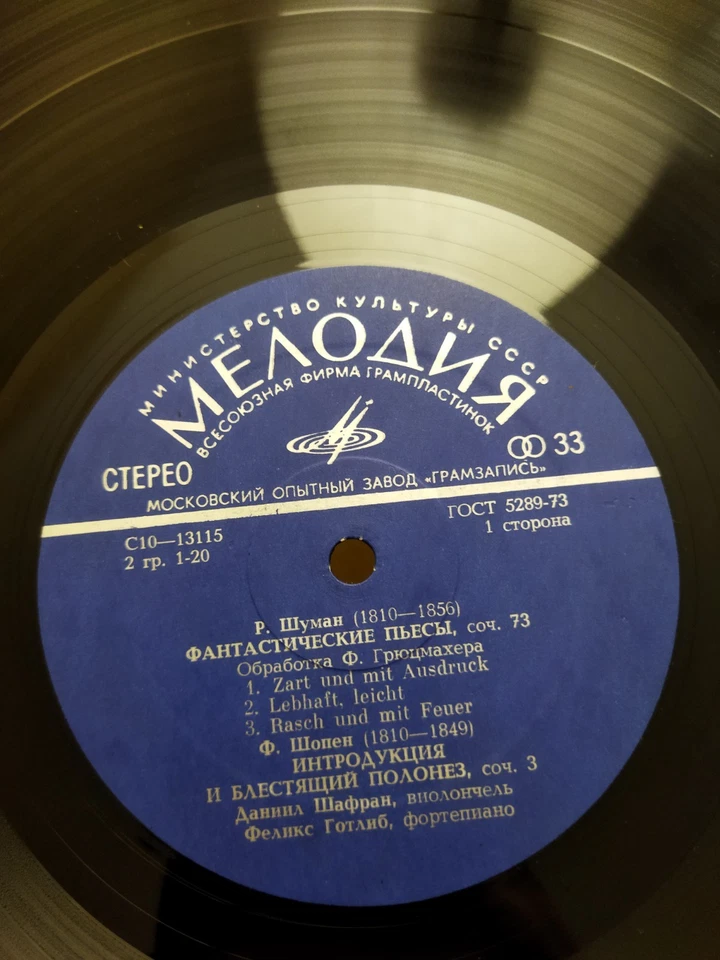 МИНИСТЕРСТВО КУЛЬТУРЫ СССР
МЕЛОДИЯ
ВСЕСОЮЗНАЯ ФИРМА ГРАМПЛАСТИНОК
СТЕРЕО
33
МОСКОВСКИЙ ОПЫТНЫЙ ЗАВОД «ГРАМЗАПИСЬ»
С10—13115
2 гр. 1-20
ГОСТ 5289-73
1 сторона
Р. Шуман (1810—1856)
ФАНТАСТИЧЕСКИЕ ПЬЕСЫ, соч. 73
Обработка Ф. Грюцмахера
1. Zart und mit Ausdruck
2. Lebhaft, leicht
3. Rasch und mit Feuer
Ф. Шопен (1810—1849)
ИНТРОДУКЦИЯ
И БЛЕСТЯЩИЙ ПОЛОНЕЗ, соч. 3
Даниил Шафран, виолончель
Феликс Готлиб, фортепиано